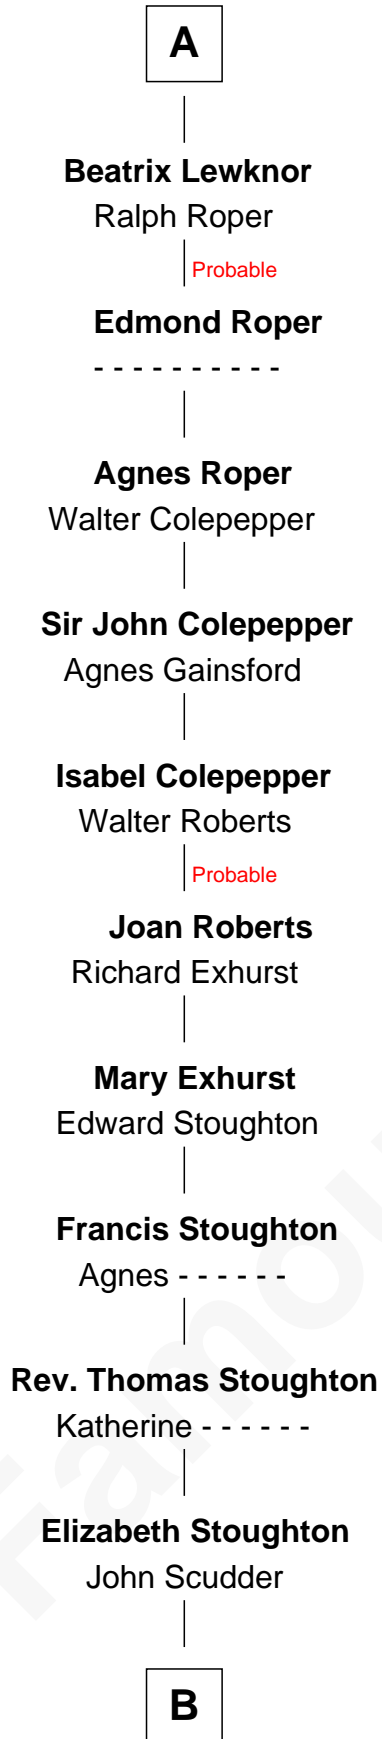 A
Beatrix Lewknor
Ralph Roper
Probable
Edmond Roper
- - - - - - - - - -
Agnes Roper
Walter Colepepper
Sir John Colepepper
Agnes Gainsford
Isabel Colepepper
Walter Roberts
Probable
Joan Roberts
Richard Exhurst
Mary Exhurst
Edward Stoughton
Francis Stoughton
Agnes - - - - - -
Rev. Thomas Stoughton
Katherine - - - - - -
Elizabeth Stoughton
John Scudder
B